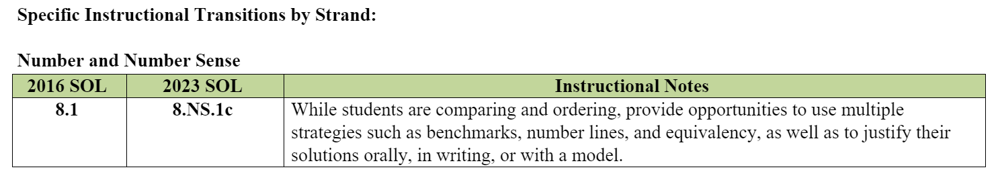 Specific Instructional Transitions by Strand:
Number and Number Sense
2016 SOL 2023 SOL Instructional Notes
8.1 8.NS.1c While students are comparing and ordering, provide opportunities to use multiple
strategies such as benchmarks, number lines, and equivalency, as well as to justify their
solutions orally, in writing, or with a model.